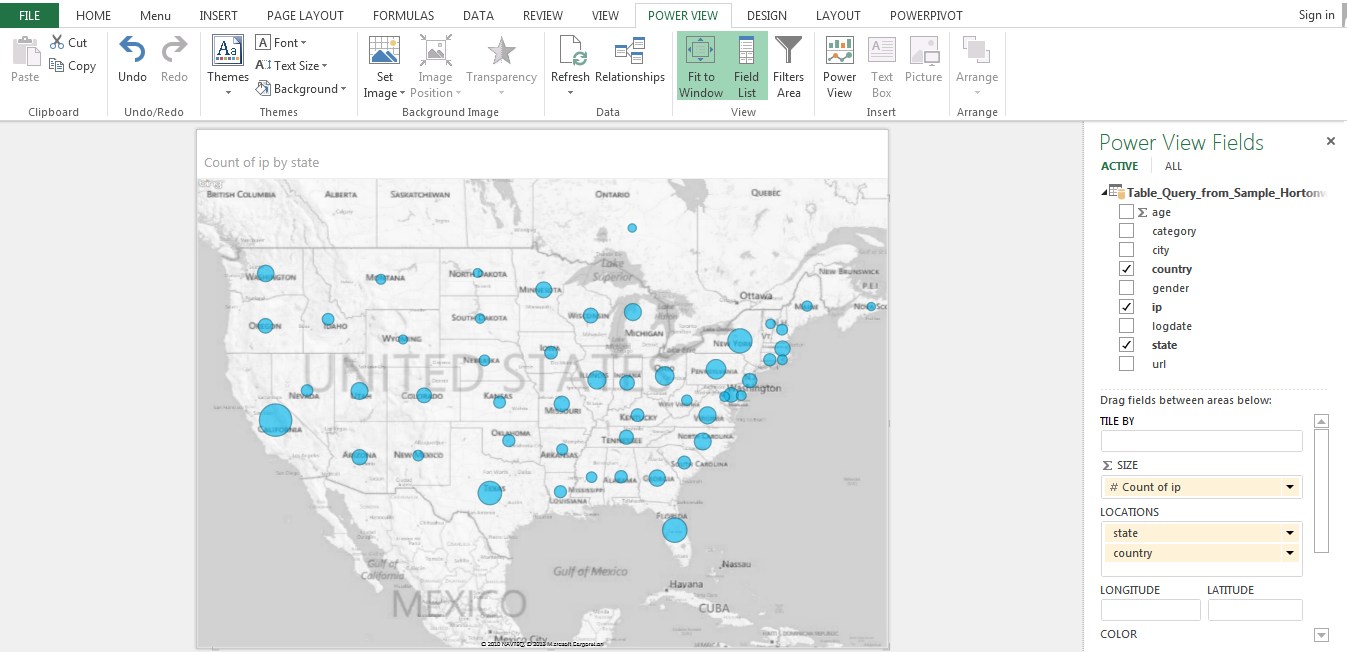 FILE HOME Menu INSERT PAGE LAYOUT FORMULAS DATA REVIEW VIEW POWER VIEW DESIGN LAYOUT POWERPIVOT Sign in
Paste
Cut
Copy
Clipboard
Undo Redo
Undo/Redo
Themes
Font
Text Size
Background
Themes
Set Image
Image Position
Transparency
Background Image
Refresh Relationships
Data
Fit to Window
Field List
Filters Area
View
Power View
Text Box
Picture
Insert
Arrange
Arrange
Count of ip by state
bing
BRITISH COLUMBIA ALBERTA SASKATCHEWAN ONTARIO QUEBEC
Lake Superior
NEW BRUNSWICK
P.E.I
WASHINGTON MONTANA NORTH DAKOTA MINNESOTA
Ottawa
MAINE
OREGON IDAHO SOUTH DAKOTA WISCONSIN MICHIGAN
WYOMING IOWA NEW YORK VT.
NEBRASKA
UNITED STATES
ILLINOIS INDIANA OHIO PENNSYLVANIA
Washington
NEVADA UTAH COLORADO KANSAS MISSOURI KENTUCKY WEST VIRGINIA VIRGINIA
CALIFORNIA
OKLAHOMA TENNESSEE NORTH CAROLINA
ARIZONA NEW MEXICO ARKANSAS SOUTH CAROLINA
TEXAS MISSISSIPPI ALABAMA GEORGIA
LOUISIANA
FLORIDA
Gulf of California
Gulf of Mexico
Nassau
Havana
MEXICO
CUBA
Mexico City
Power View Fields
ACTIVE ALL
Table_Query_from_Sample_Hortonw
Σ age
category
city
country
gender
ip
logdate
state
url
Drag fields between areas below:
TILE BY
Σ SIZE
# Count of ip
LOCATIONS
state
country
LONGITUDE LATITUDE
COLOR